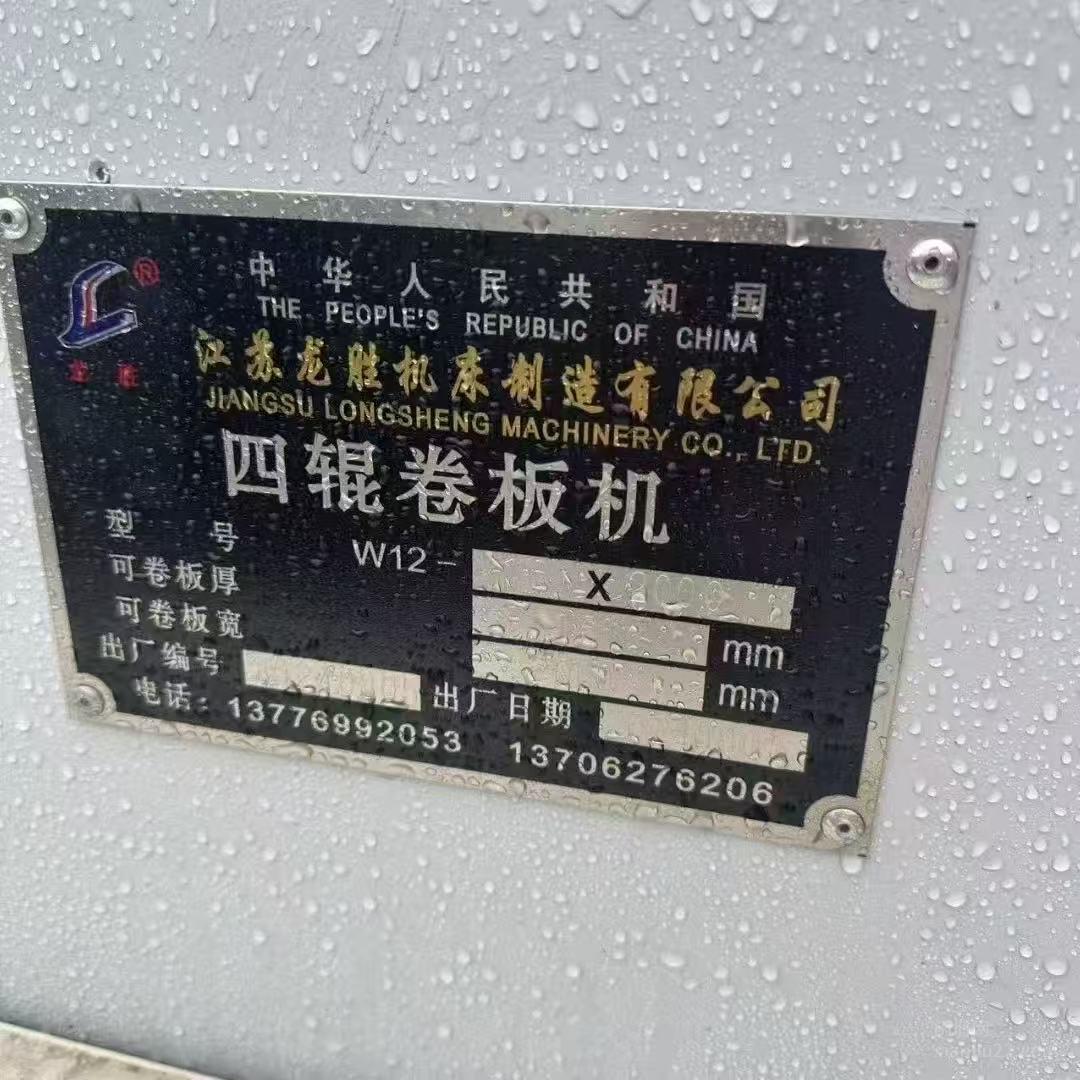 ®
龙胜
中华人民共和国
THE PEOPLE'S REPUBLIC OF CHINA
江苏龙胜机床制造有限公司
JIANGSU LONGSHENG MACHINERY CO., LTD.
四辊卷板机
型号 W12- X
可卷板厚 mm
可卷板宽 mm
出厂编号 出厂日期
电话: 13776992053 13706276206